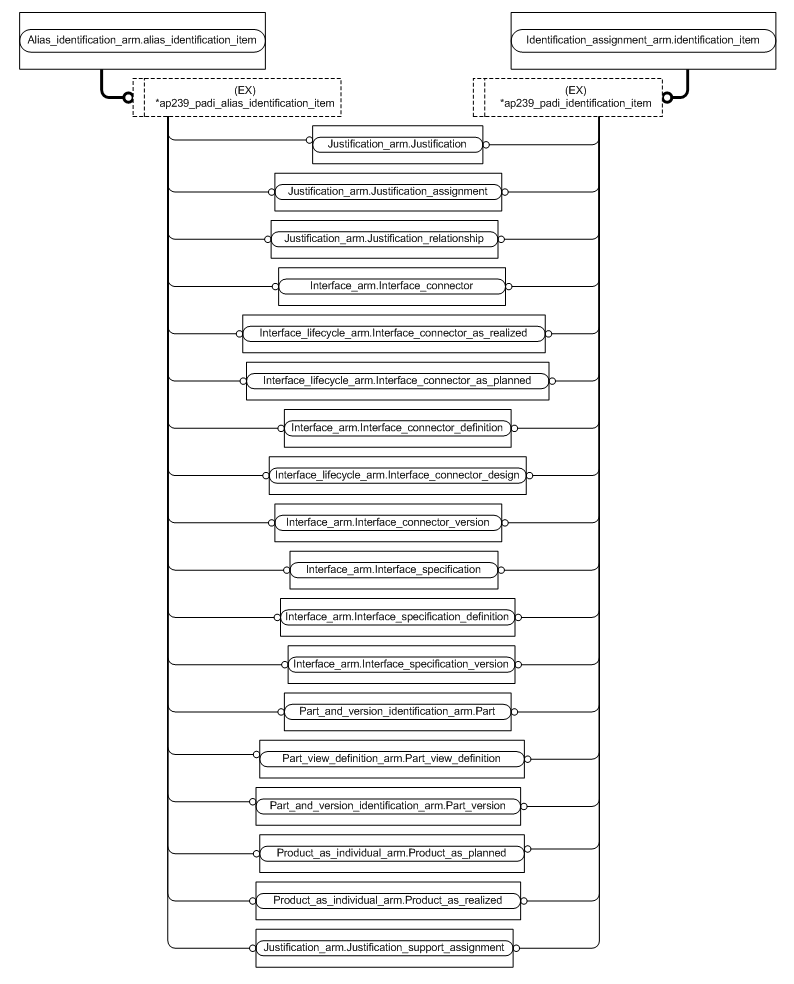 Alias_identification_arm.alias_identification_item
Identification_assignment_arm.identification_item
(EX)
*ap239_padi_alias_identification_item
(EX)
*ap239_padi_identification_item
Justification_arm.Justification
Justification_arm.Justification_assignment
Justification_arm.Justification_relationship
Interface_arm.Interface_connector
Interface_lifecycle_arm.Interface_connector_as_realized
Interface_lifecycle_arm.Interface_connector_as_planned
Interface_arm.Interface_connector_definition
Interface_lifecycle_arm.Interface_connector_design
Interface_arm.Interface_connector_version
Interface_arm.Interface_specification
Interface_arm.Interface_specification_definition
Interface_arm.Interface_specification_version
Part_and_version_identification_arm.Part
Part_view_definition_arm.Part_view_definition
Part_and_version_identification_arm.Part_version
Product_as_individual_arm.Product_as_planned
Product_as_individual_arm.Product_as_realized
Justification_arm.Justification_support_assignment